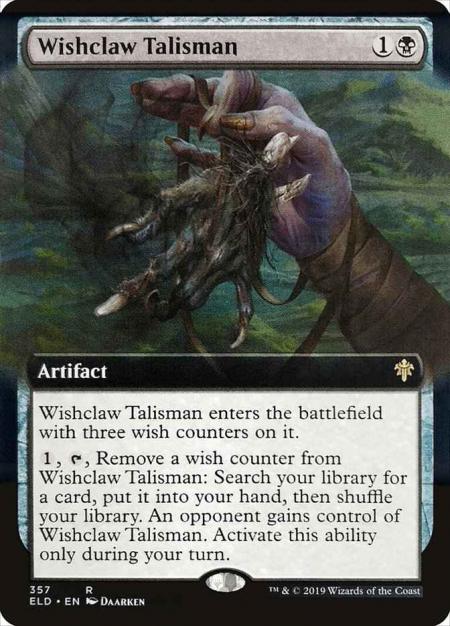 Wishclaw Talisman 1
Artifact
Wishclaw Talisman enters the battlefield
with three wish counters on it.
1, , Remove a wish counter from
Wishclaw Talisman: Search your library for
a card, put it into your hand, then shuffle
your library. An opponent gains control of
Wishclaw Talisman. Activate this ability
only during your turn.
357 R
ELD • EN Daarken
™ & © 2019 Wizards of the Coast